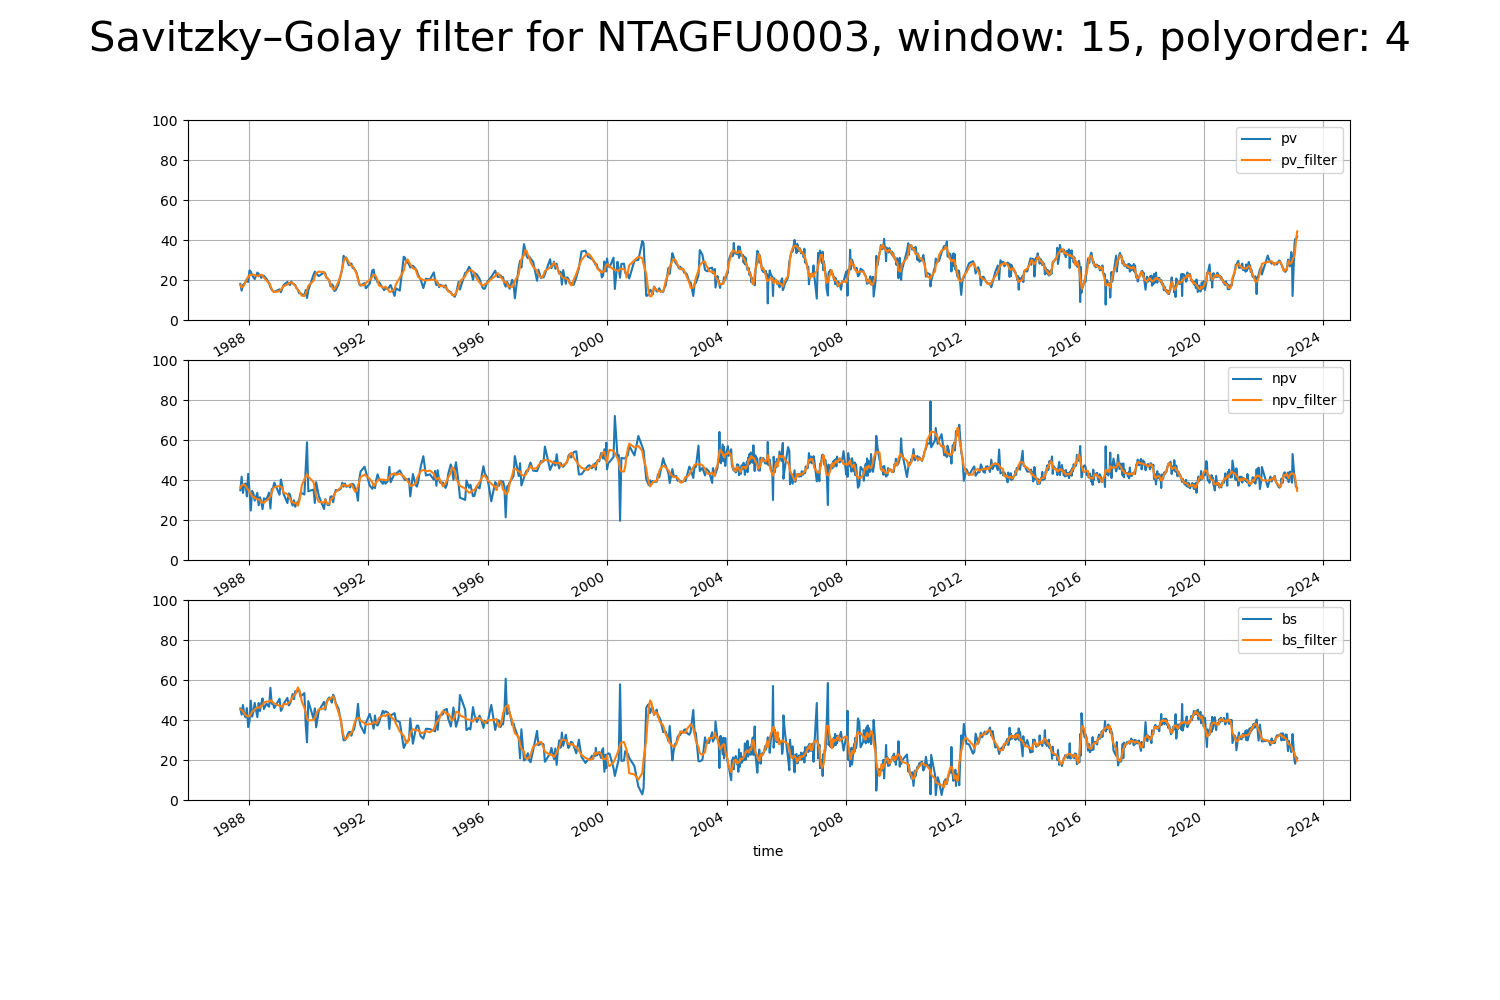 Savitzky–Golay filter for NTAGFU0003, window: 15, polyorder: 4
100
80
60
40
20
0
pv
pv_filter
1988 1992 1996 2000 2004 2008 2012 2016 2020 2024
100
80
60
40
20
0
npv
npv_filter
1988 1992 1996 2000 2004 2008 2012 2016 2020 2024
100
80
60
40
20
0
bs
bs_filter
1988 1992 1996 2000 2004 2008 2012 2016 2020 2024
time